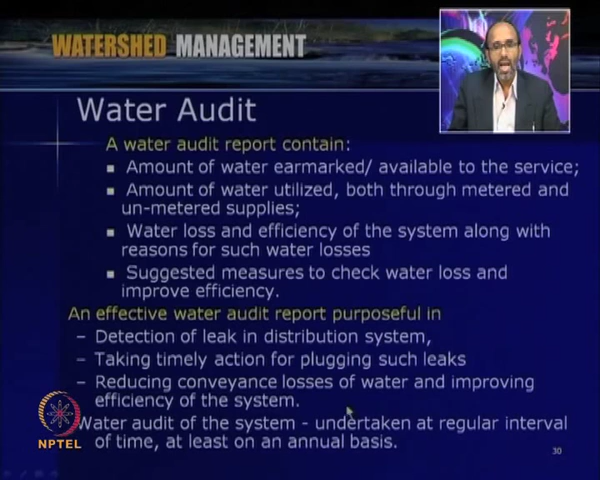 WATERSHED MANAGEMENT
Water Audit
A water audit report contain:
Amount of water earmarked/ available to the service;
Amount of water utilized, both through metered and
un-metered supplies;
Water loss and efficiency of the system along with
reasons for such water losses
Suggested measures to check water loss and
improve efficiency.
An effective water audit report purposeful in
– Detection of leak in distribution system,
– Taking timely action for plugging such leaks
– Reducing conveyance losses of water and improving
efficiency of the system.
Water audit of the system - undertaken at regular interval
of time, at least on an annual basis.
NPTEL
30